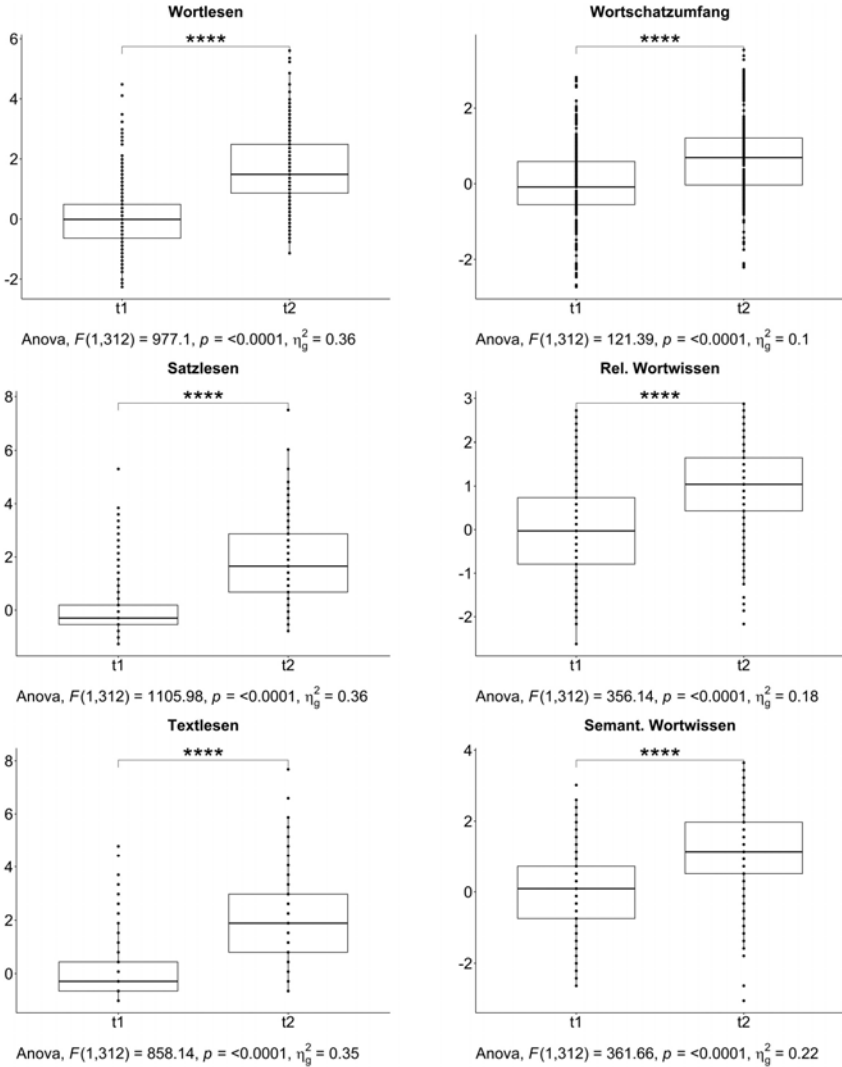 Wortlesen
****
6
4
2
0
-2
t1 t2
Anova, F(1,312) = 977.1, p = <0.0001, η²g = 0.36
Wortschatzumfang
****
2
0
-2
t1 t2
Anova, F(1,312) = 121.39, p = <0.0001, η²g = 0.1
Satzlesen
****
8
6
4
2
0
t1 t2
Anova, F(1,312) = 1105.98, p = <0.0001, η²g = 0.36
Rel. Wortwissen
****
3
2
1
0
-1
-2
t1 t2
Anova, F(1,312) = 356.14, p = <0.0001, η²g = 0.18
Textlesen
****
8
6
4
2
0
t1 t2
Anova, F(1,312) = 858.14, p = <0.0001, η²g = 0.35
Semant. Wortwissen
****
4
2
0
-2
t1 t2
Anova, F(1,312) = 361.66, p = <0.0001, η²g = 0.22